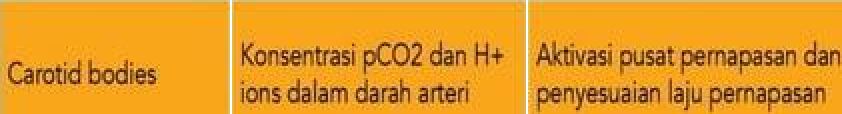 Carotid bodies
Konsentrasi pCO2 dan H+
ions dalam darah arteri
Aktivasi pusat pernapasan dan
penyesuaian laju pernapasan